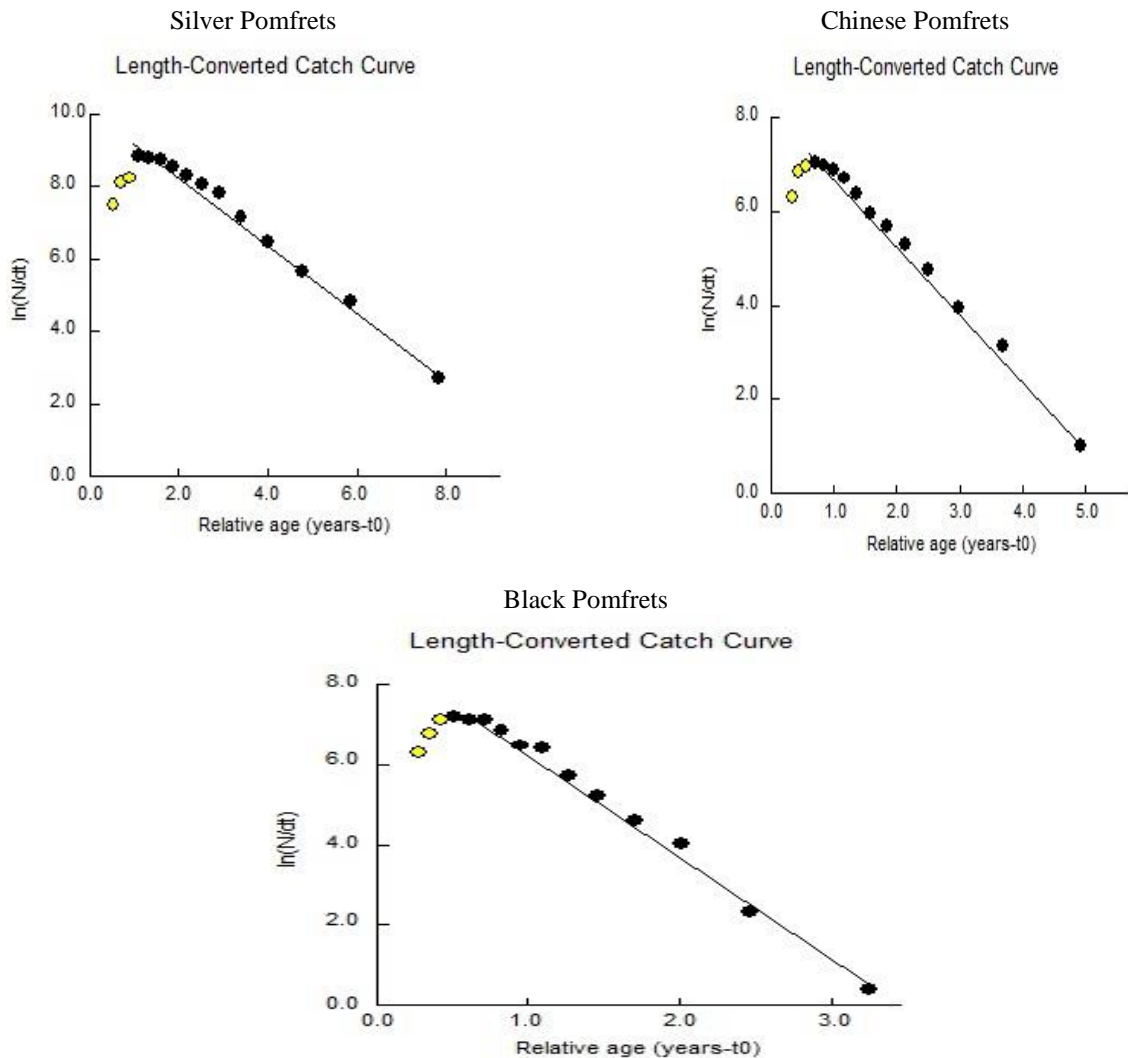 Silver Pomfrets
Length-Converted Catch Curve
10.0
8.0
6.0
4.0
2.0
0.0
ln(N/dt)
0.0 2.0 4.0 6.0 8.0
Relative age (years-t0)
Chinese Pomfrets
Length-Converted Catch Curve
8.0
6.0
4.0
2.0
0.0
ln(N/dt)
0.0 1.0 2.0 3.0 4.0 5.0
Relative age (years-t0)
Black Pomfrets
Length-Converted Catch Curve
8.0
6.0
4.0
2.0
0.0
ln(N/dt)
0.0 1.0 2.0 3.0
Relative age (years-t0)